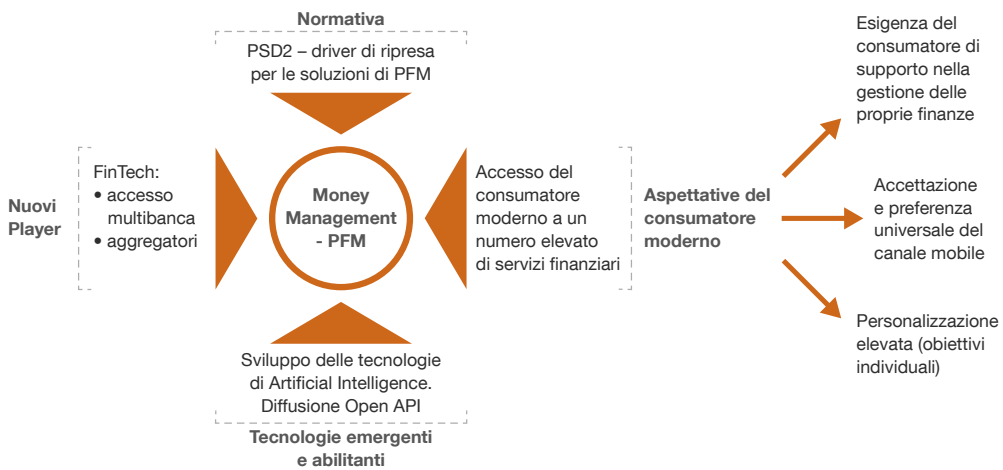 Normativa
PSD2 – driver di ripresa
per le soluzioni di PFM
Nuovi
Player
FinTech:
• accesso
multibanca
• aggregatori
Money
Management
- PFM
Accesso del
consumatore
moderno a un
numero elevato
di servizi finanziari
Aspettative del
consumatore
moderno
Esigenza del
consumatore di
supporto nella
gestione delle
proprie finanze
Accettazione
e preferenza
universale del
canale mobile
Personalizzazione
elevata (obiettivi
individuali)
Sviluppo delle tecnologie
di Artificial Intelligence.
Diffusione Open API
Tecnologie emergenti
e abilitanti